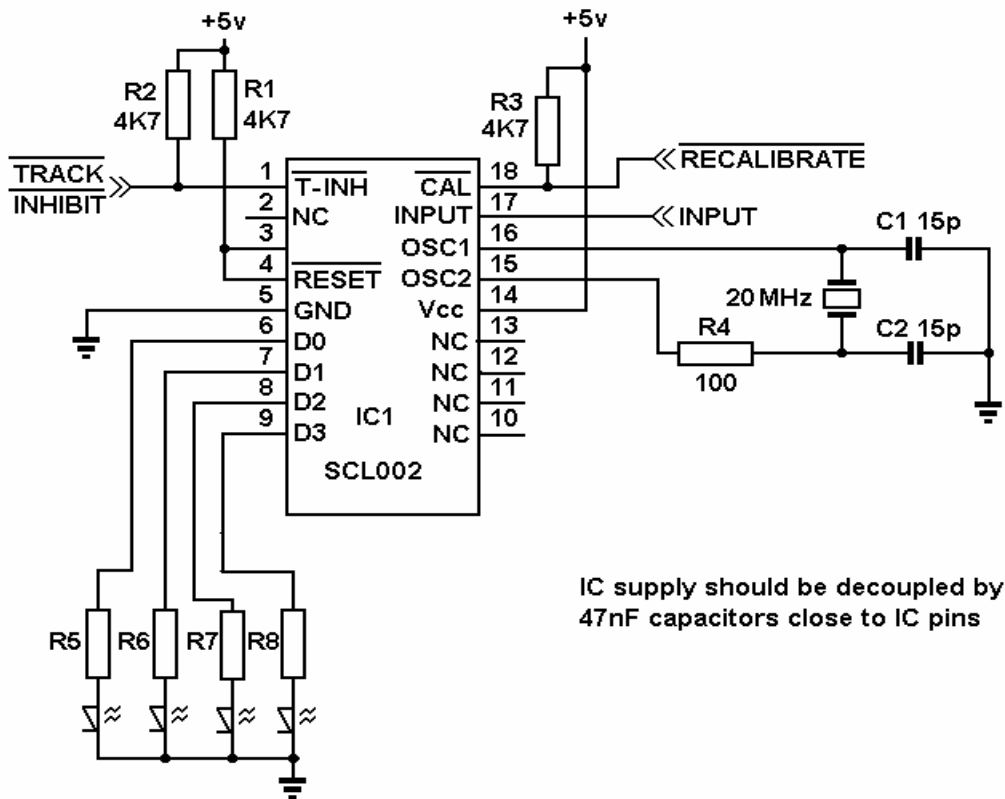 +5v
+5v
R2
4K7
R1
4K7
R3
4K7
TRACK
INHIBIT
RECALIBRATE
INPUT
1
2
3
4
5
6
7
8
9
T-INH
NC
RESET
GND
D0
D1
D2
D3
CAL
INPUT
OSC1
OSC2
Vcc
NC
NC
NC
NC
18
17
16
15
14
13
12
11
10
IC1
SCL002
C1 15p
20 MHz
R4
100
C2 15p
IC supply should be decoupled by
47nF capacitors close to IC pins
R5
R6
R7
R8